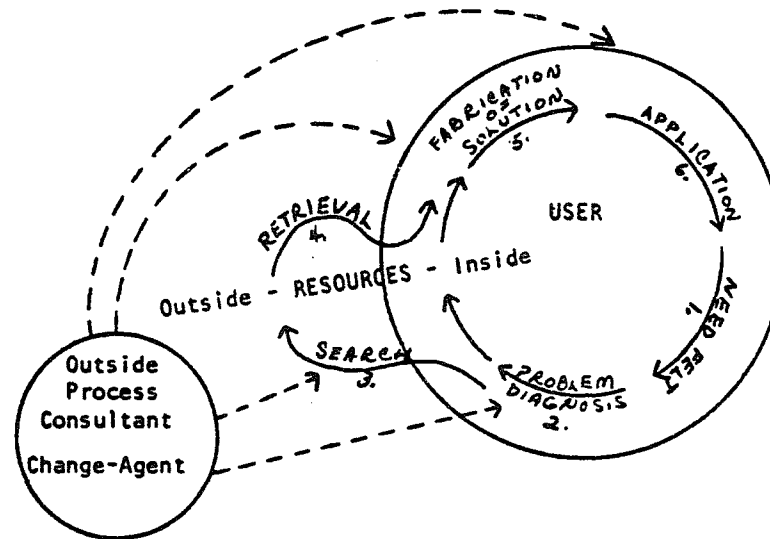 FABRICATION
OF
SOLUTION
5.
APPLICATION
6.
USER
RETRIEVAL
4.
Outside - RESOURCES - Inside
NEED FELT
1.
SEARCH
3.
PROBLEM
DIAGNOSIS
2.
Outside
Process
Consultant
Change-Agent